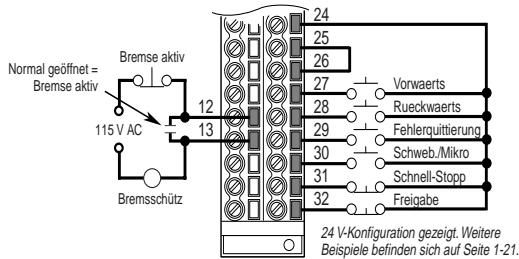 24
25
26
27
28
29
30
31
32
Bremse aktiv
Normal geöffnet =
Bremse aktiv
12
13
115 V AC
Bremsschütz
Vorwaerts
Rueckwaerts
Fehlerquittierung
Schweb./Mikro
Schnell-Stopp
Freigabe
24 V-Konfiguration gezeigt. Weitere
Beispiele befinden sich auf Seite 1-21.